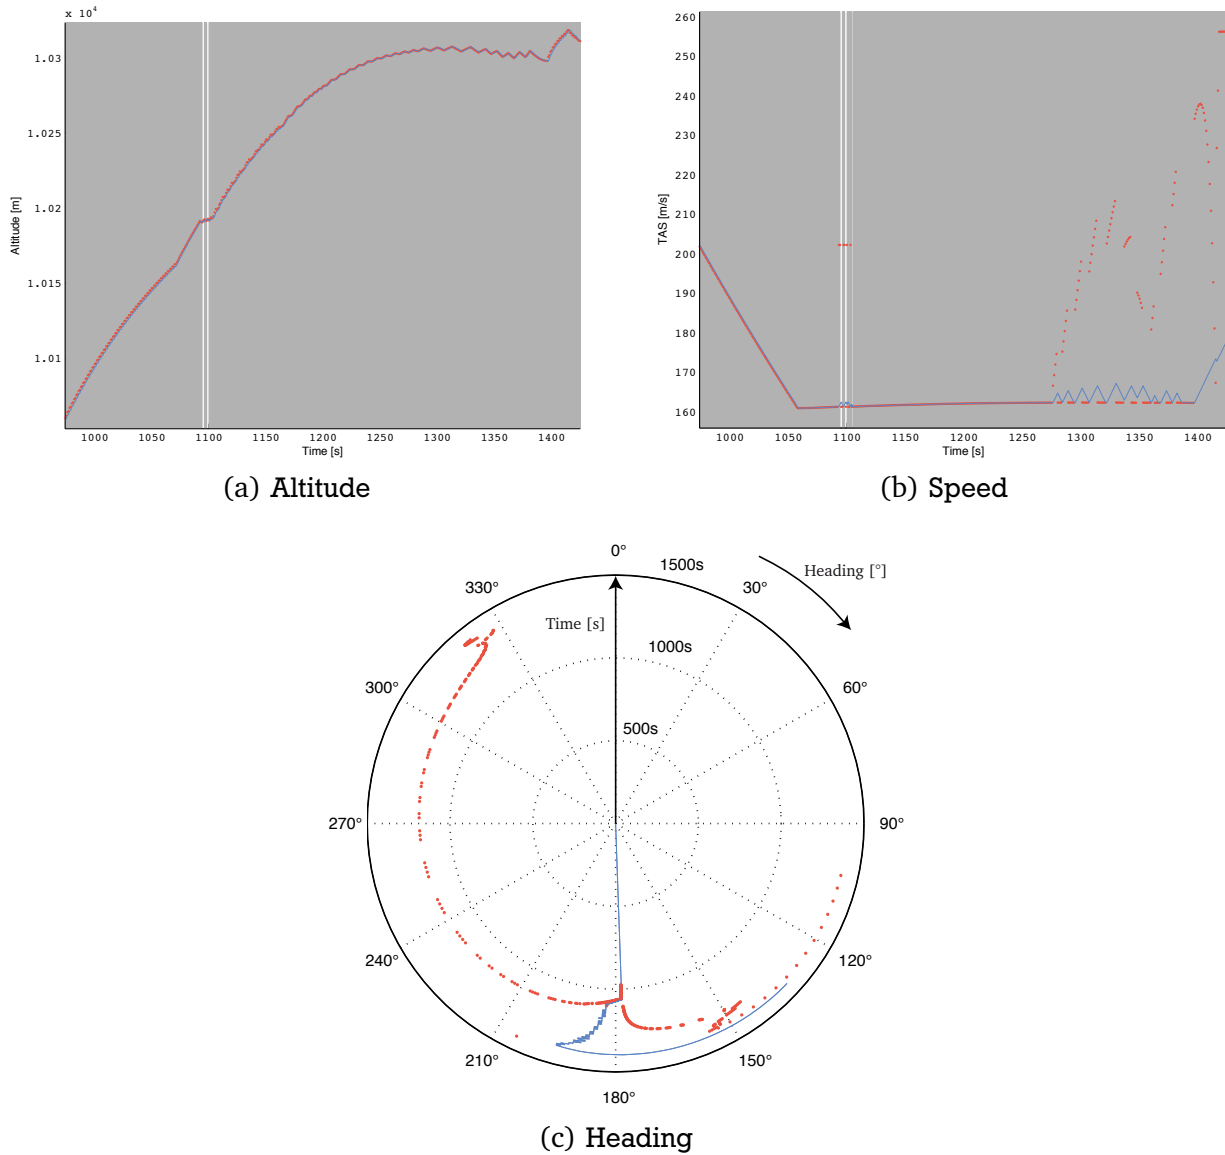 x 10⁴
1.03
1.025
1.02
1.015
1.01
Altitude [m]
1000 1050 1100 1150 1200 1250 1300 1350 1400
Time [s]
(a) Altitude
260
250
240
230
220
210
200
190
180
170
160
TAS [m/s]
1000 1050 1100 1150 1200 1250 1300 1350 1400
Time [s]
(b) Speed
0°
1500s
Heading [°]
330°
30°
Time [s]
1000s
300°
60°
500s
270°
90°
240°
120°
210°
150°
180°
(c) Heading